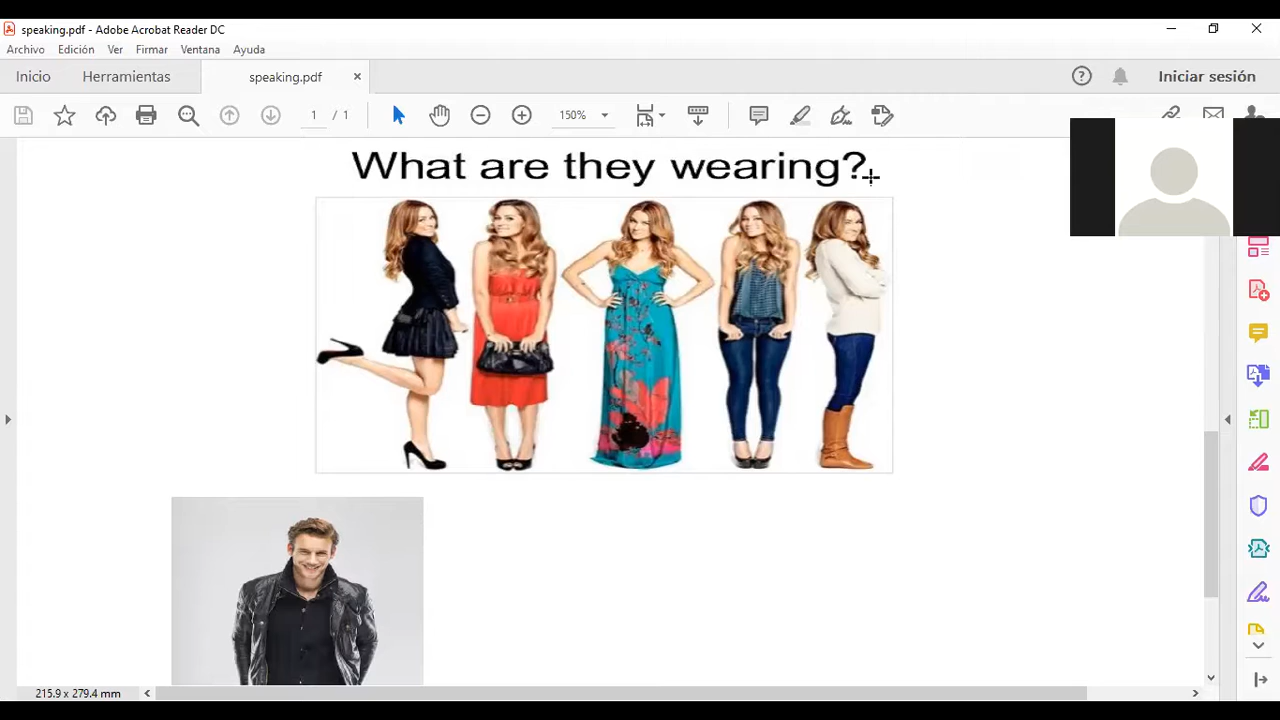 speaking.pdf - Adobe Acrobat Reader DC
Archivo Edición Ver Firmar Ventana Ayuda
Inicio Herramientas speaking.pdf × Iniciar sesión
1 / 1 150%
What are they wearing?
215.9 x 279.4 mm